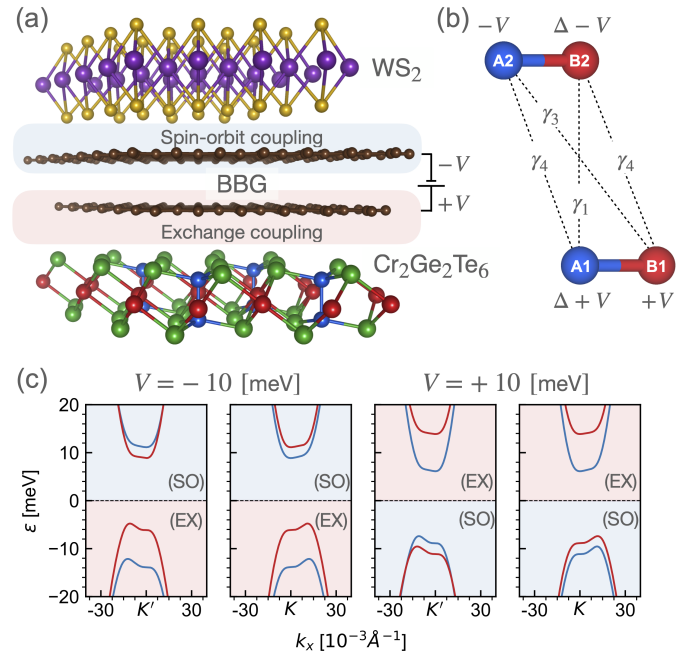 (a)
WS₂
Spin-orbit coupling
BBG
−V
+V
Exchange coupling
Cr₂Ge₂Te₆
(b)
−V Δ − V
A2 B2
γ₃
γ₄ γ₄
γ₁
A1 B1
Δ + V +V
(c)
V = − 10 [meV] V = + 10 [meV]
ε [meV]
20
10
0
−10
−20
(SO) (SO) (EX) (EX)
(EX) (EX) (SO) (SO)
-30 K′ 30 -30 K 30 -30 K′ 30 -30 K 30
kₓ [10⁻³Å⁻¹]